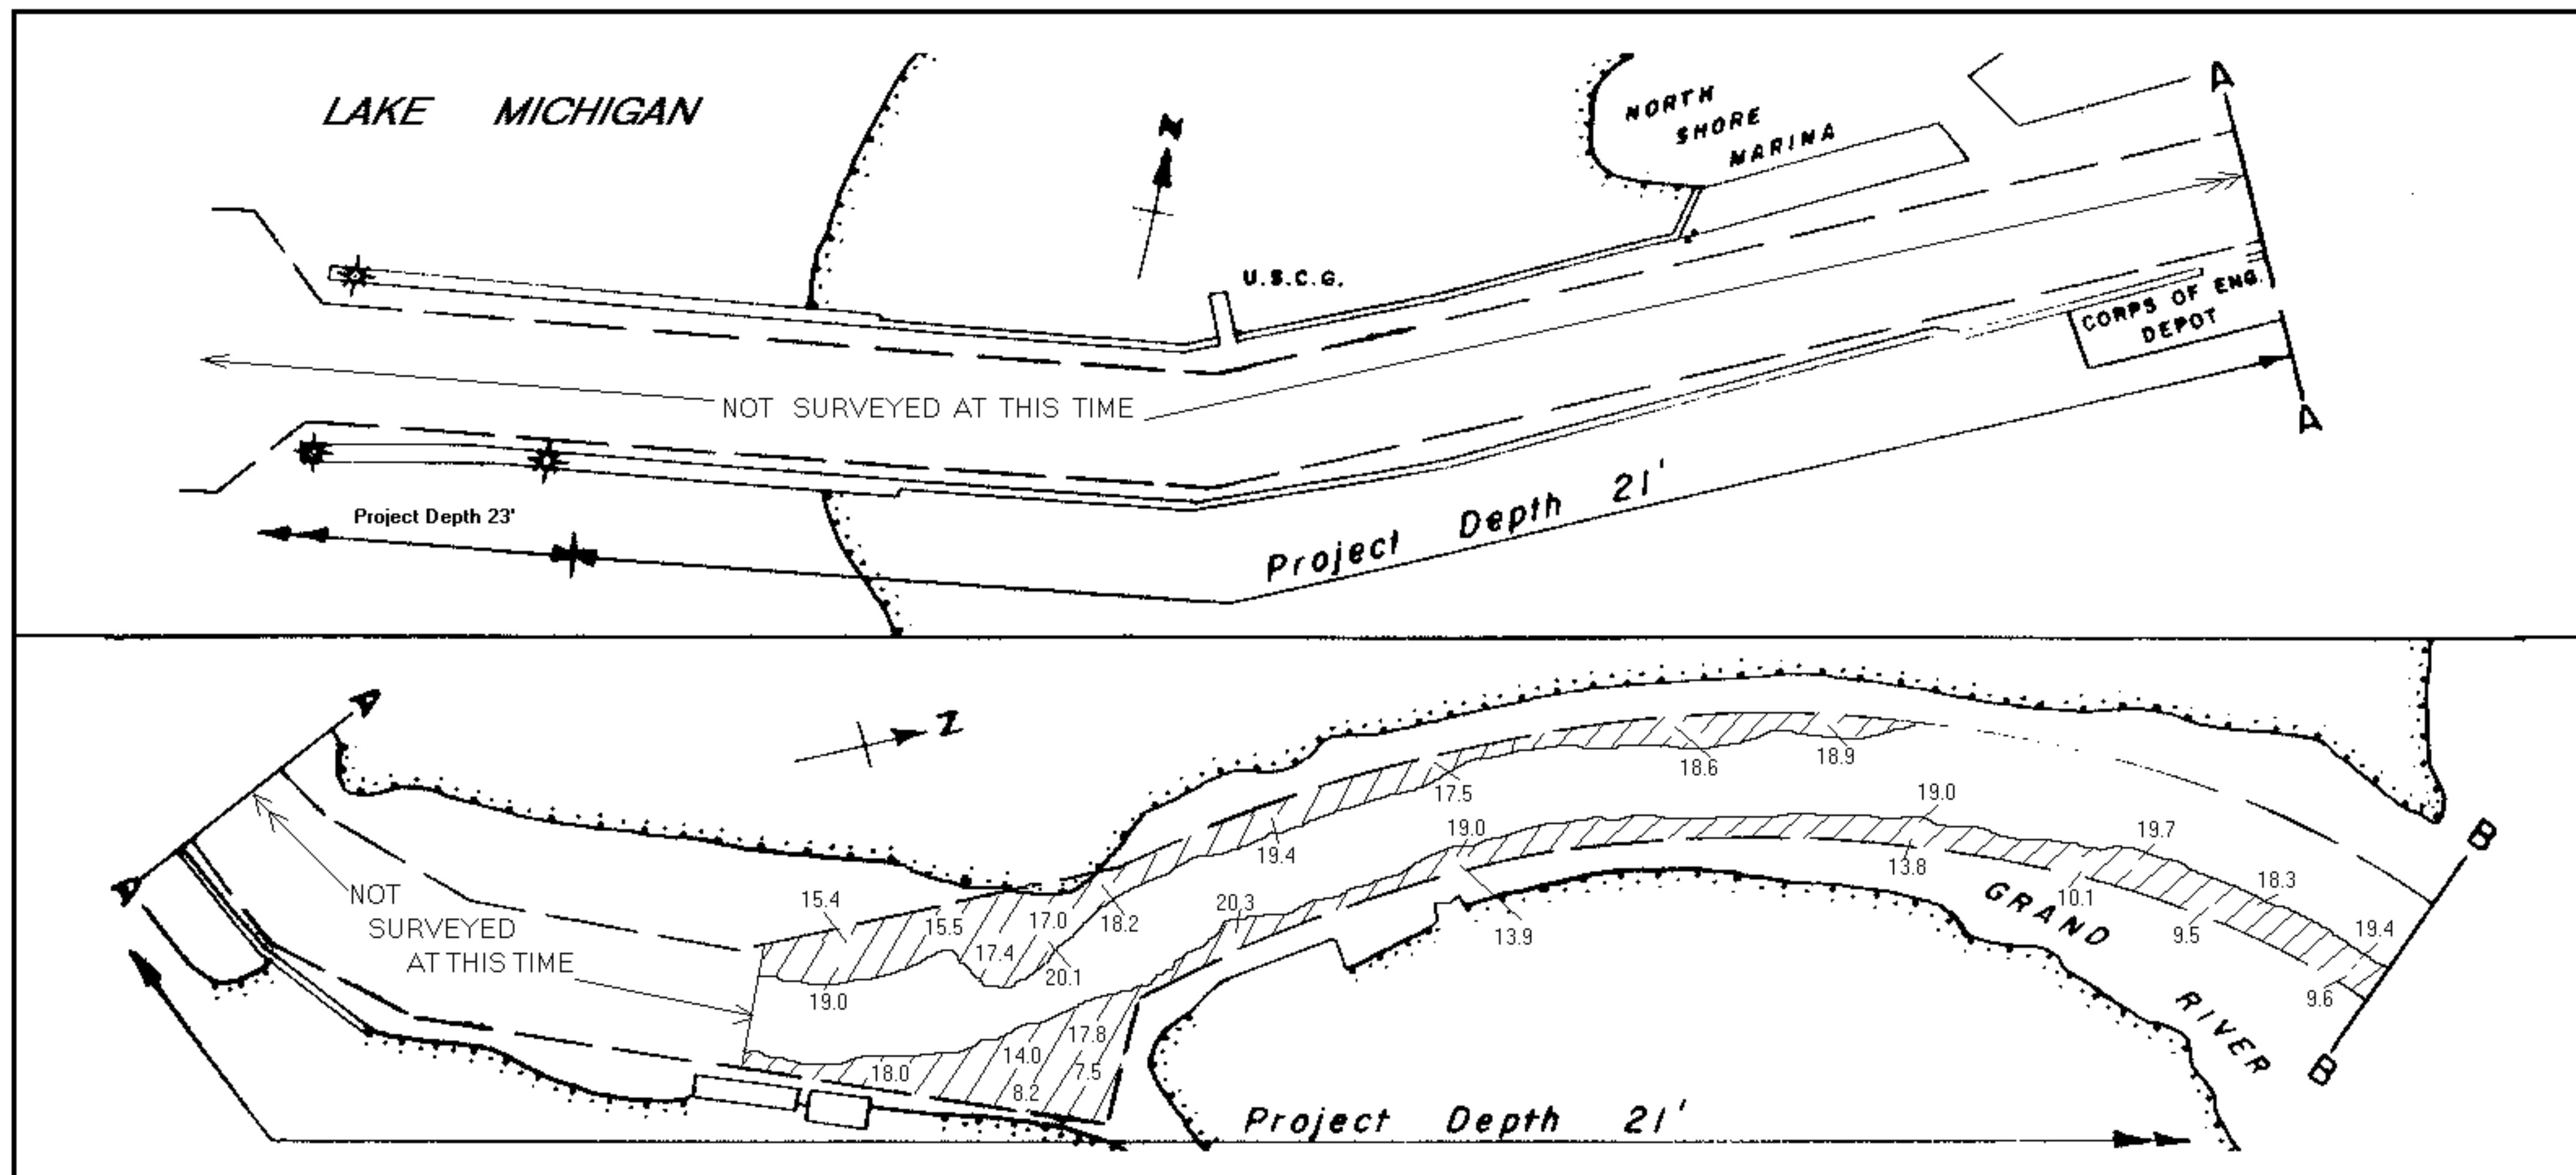 LAKE MICHIGAN
N
NORTH
SHORE
MARINA
A
U.S.C.G.
CORPS OF ENG.
DEPOT
NOT SURVEYED AT THIS TIME
A
Project Depth 23'
Project Depth 21'
A
N
18.6
18.9
17.5
19.0
19.0
19.4
19.7
B
13.8
A
NOT
SURVEYED
AT THIS TIME
15.4
15.5
17.0
18.2
20.3
10.1
18.3
GRAND
RIVER
17.4
20.1
13.9
9.5
19.4
19.0
9.6
17.8
14.0
18.0
7.5
8.2
B
Project Depth 21'